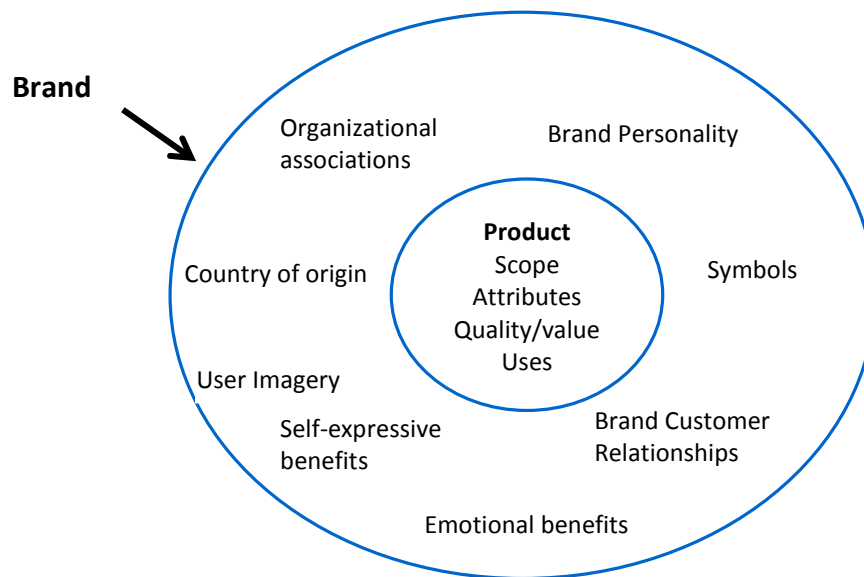 Brand
Organizational
associations
Brand Personality
Product
Scope
Attributes
Quality/value
Uses
Country of origin
Symbols
User Imagery
Self-expressive
benefits
Brand Customer
Relationships
Emotional benefits